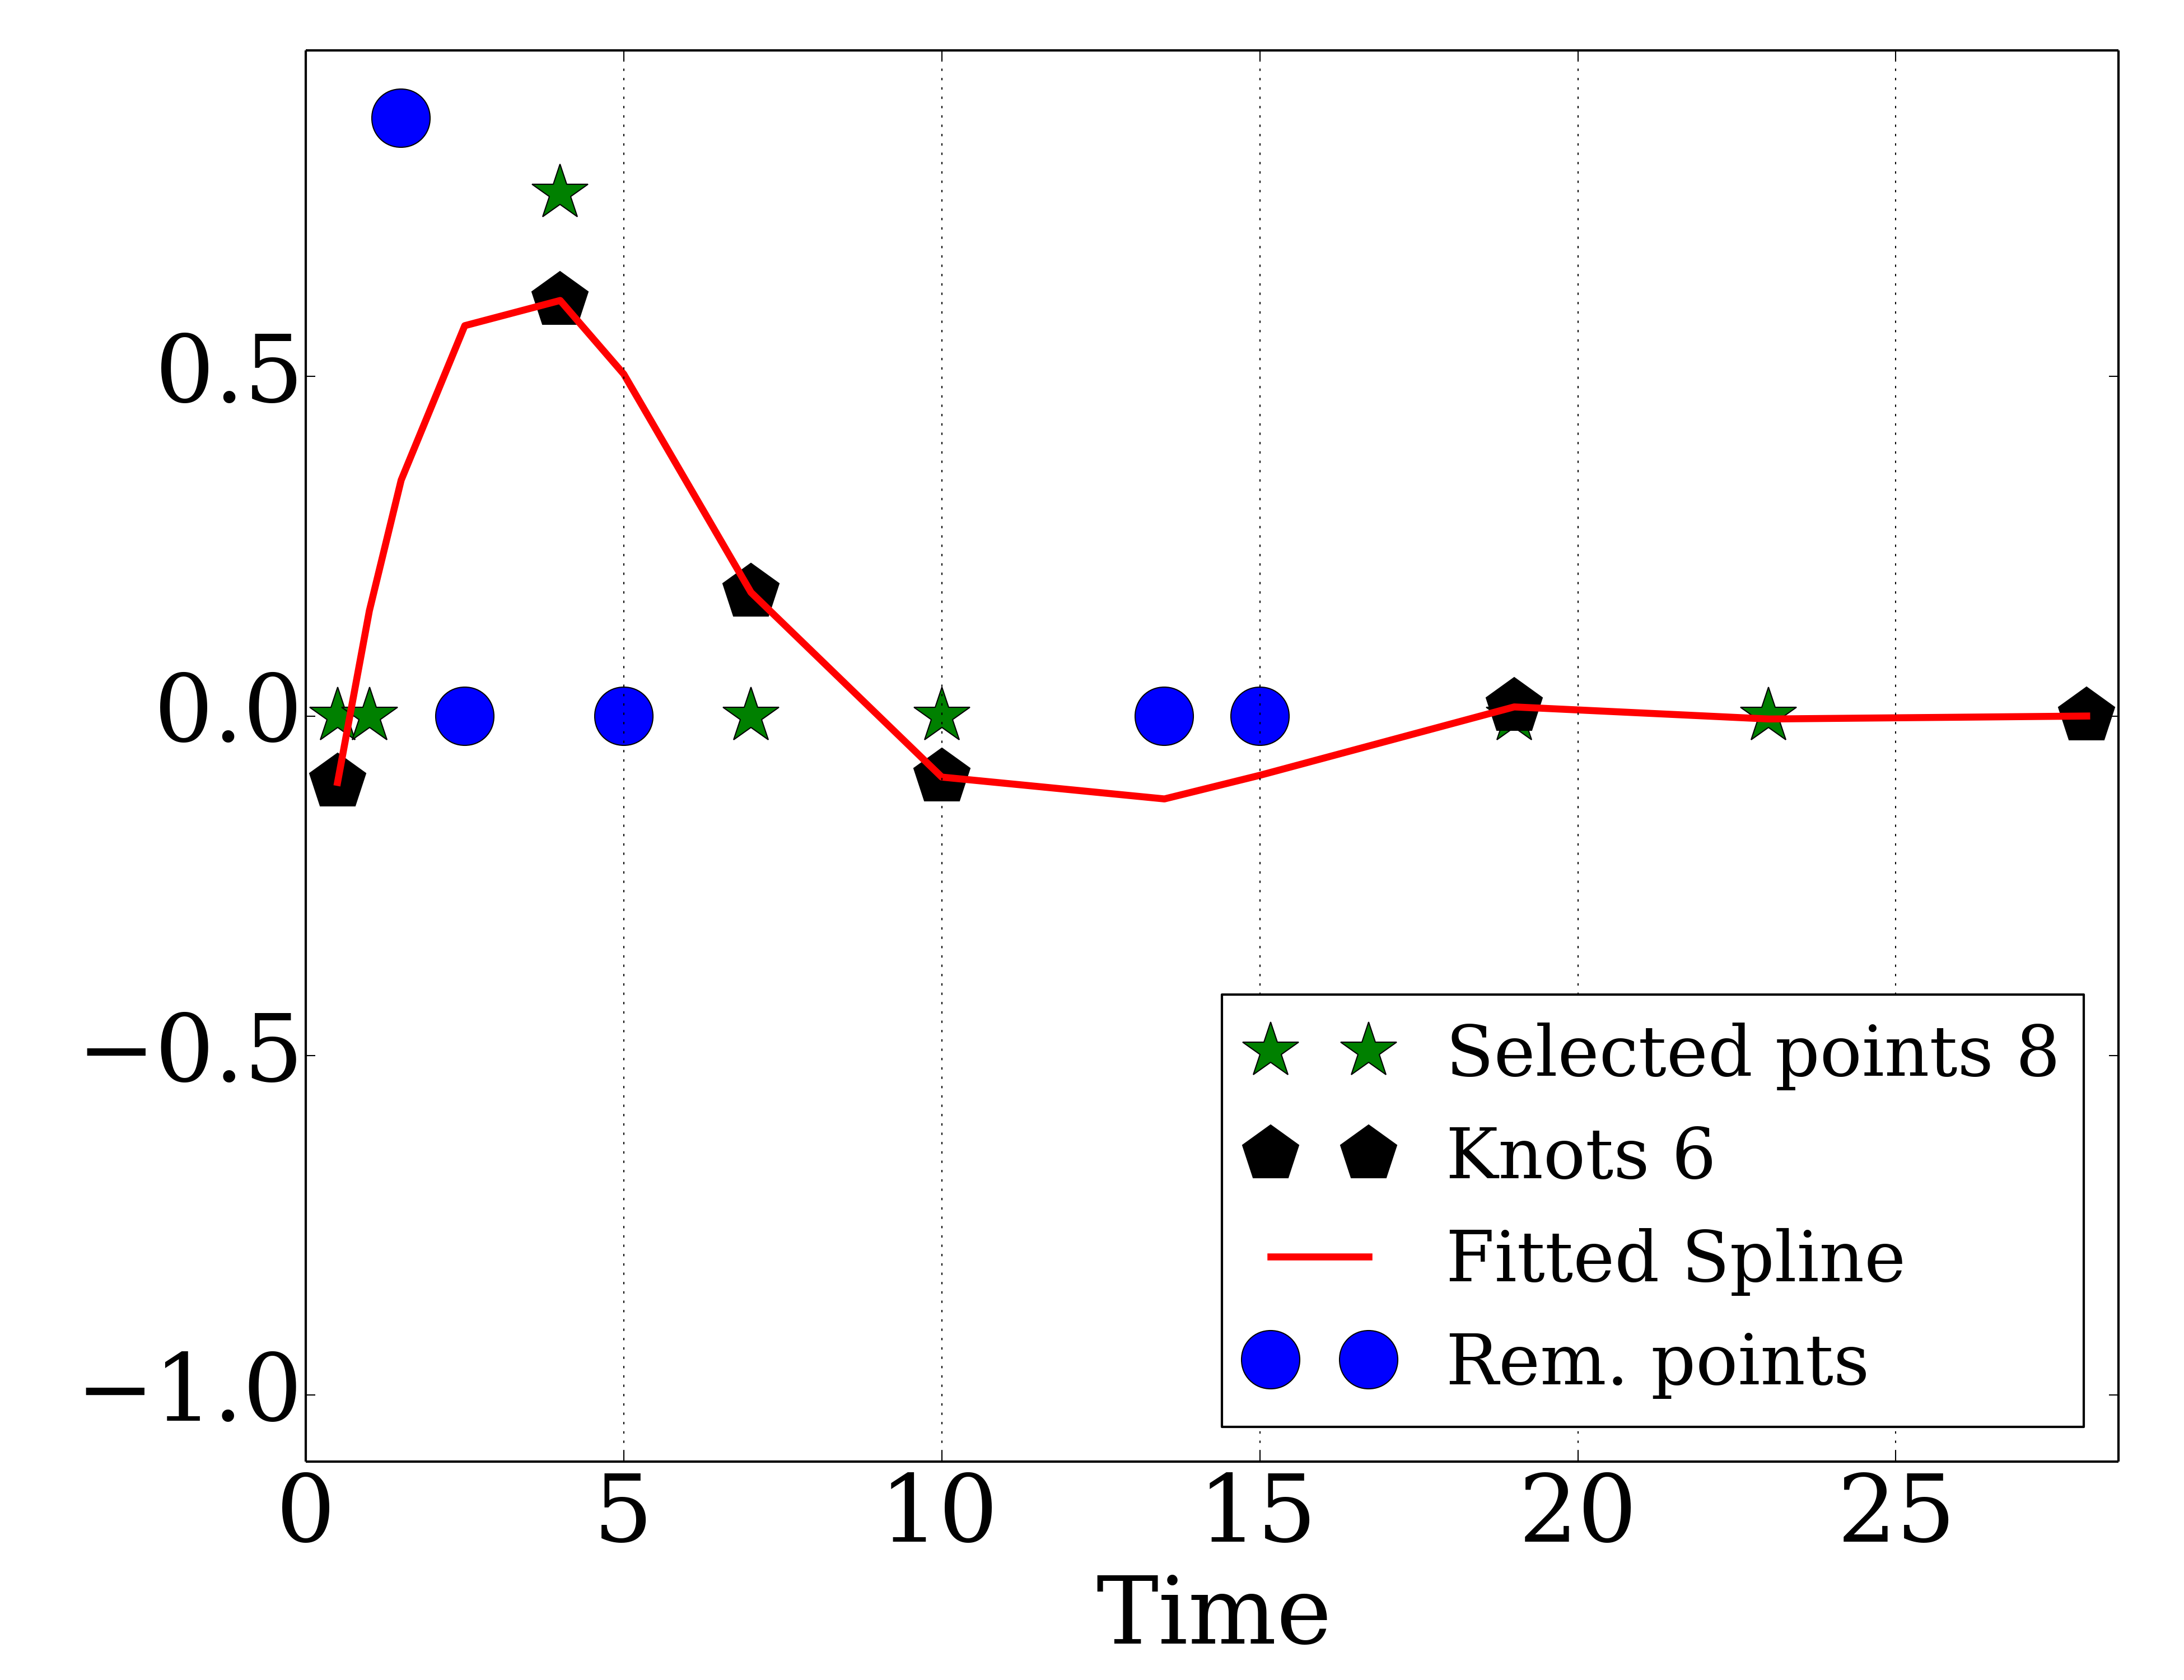 0.5
0.0
−0.5
−1.0
Selected points 8
Knots 6
Fitted Spline
Rem. points
0 5 10 15 20 25
Time